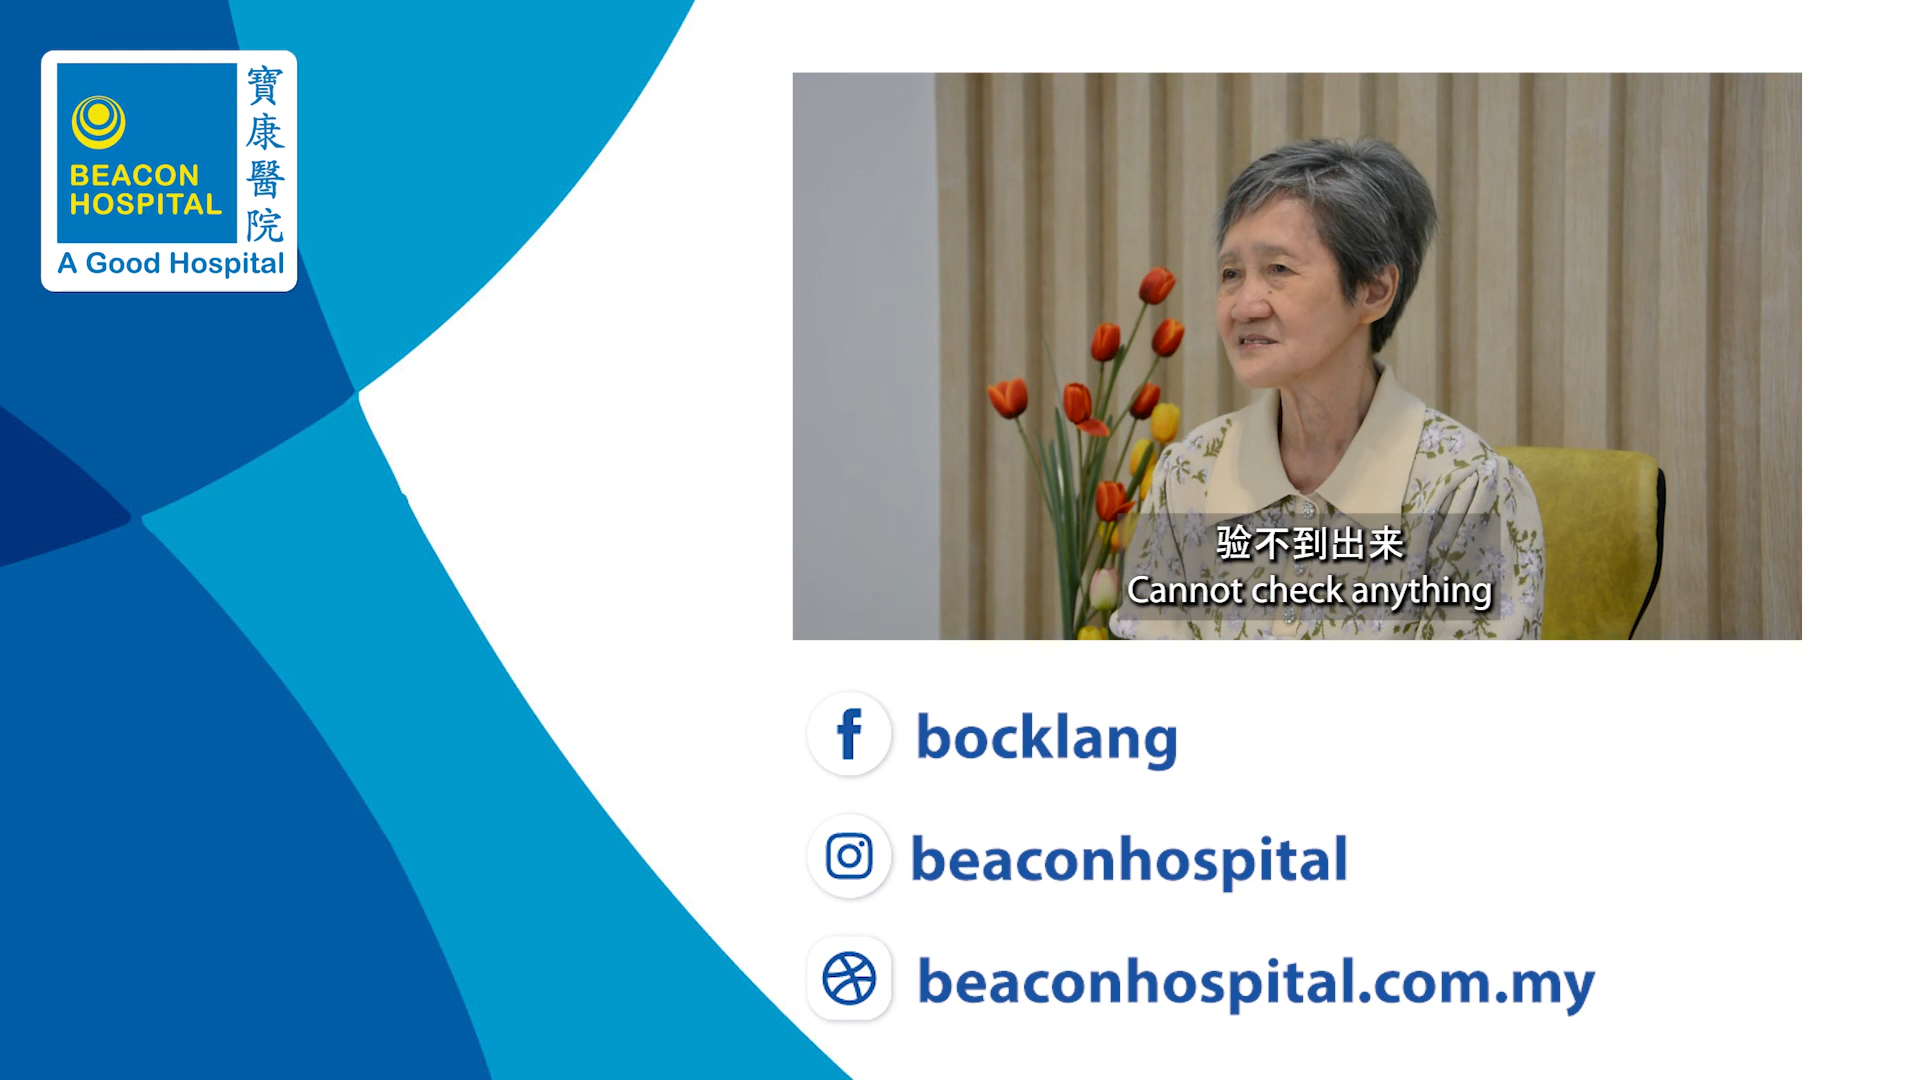 BEACON
HOSPITAL
寶康醫院
A Good Hospital
验不到出来
Cannot check anything
bocklang
beaconhospital
beaconhospital.com.my